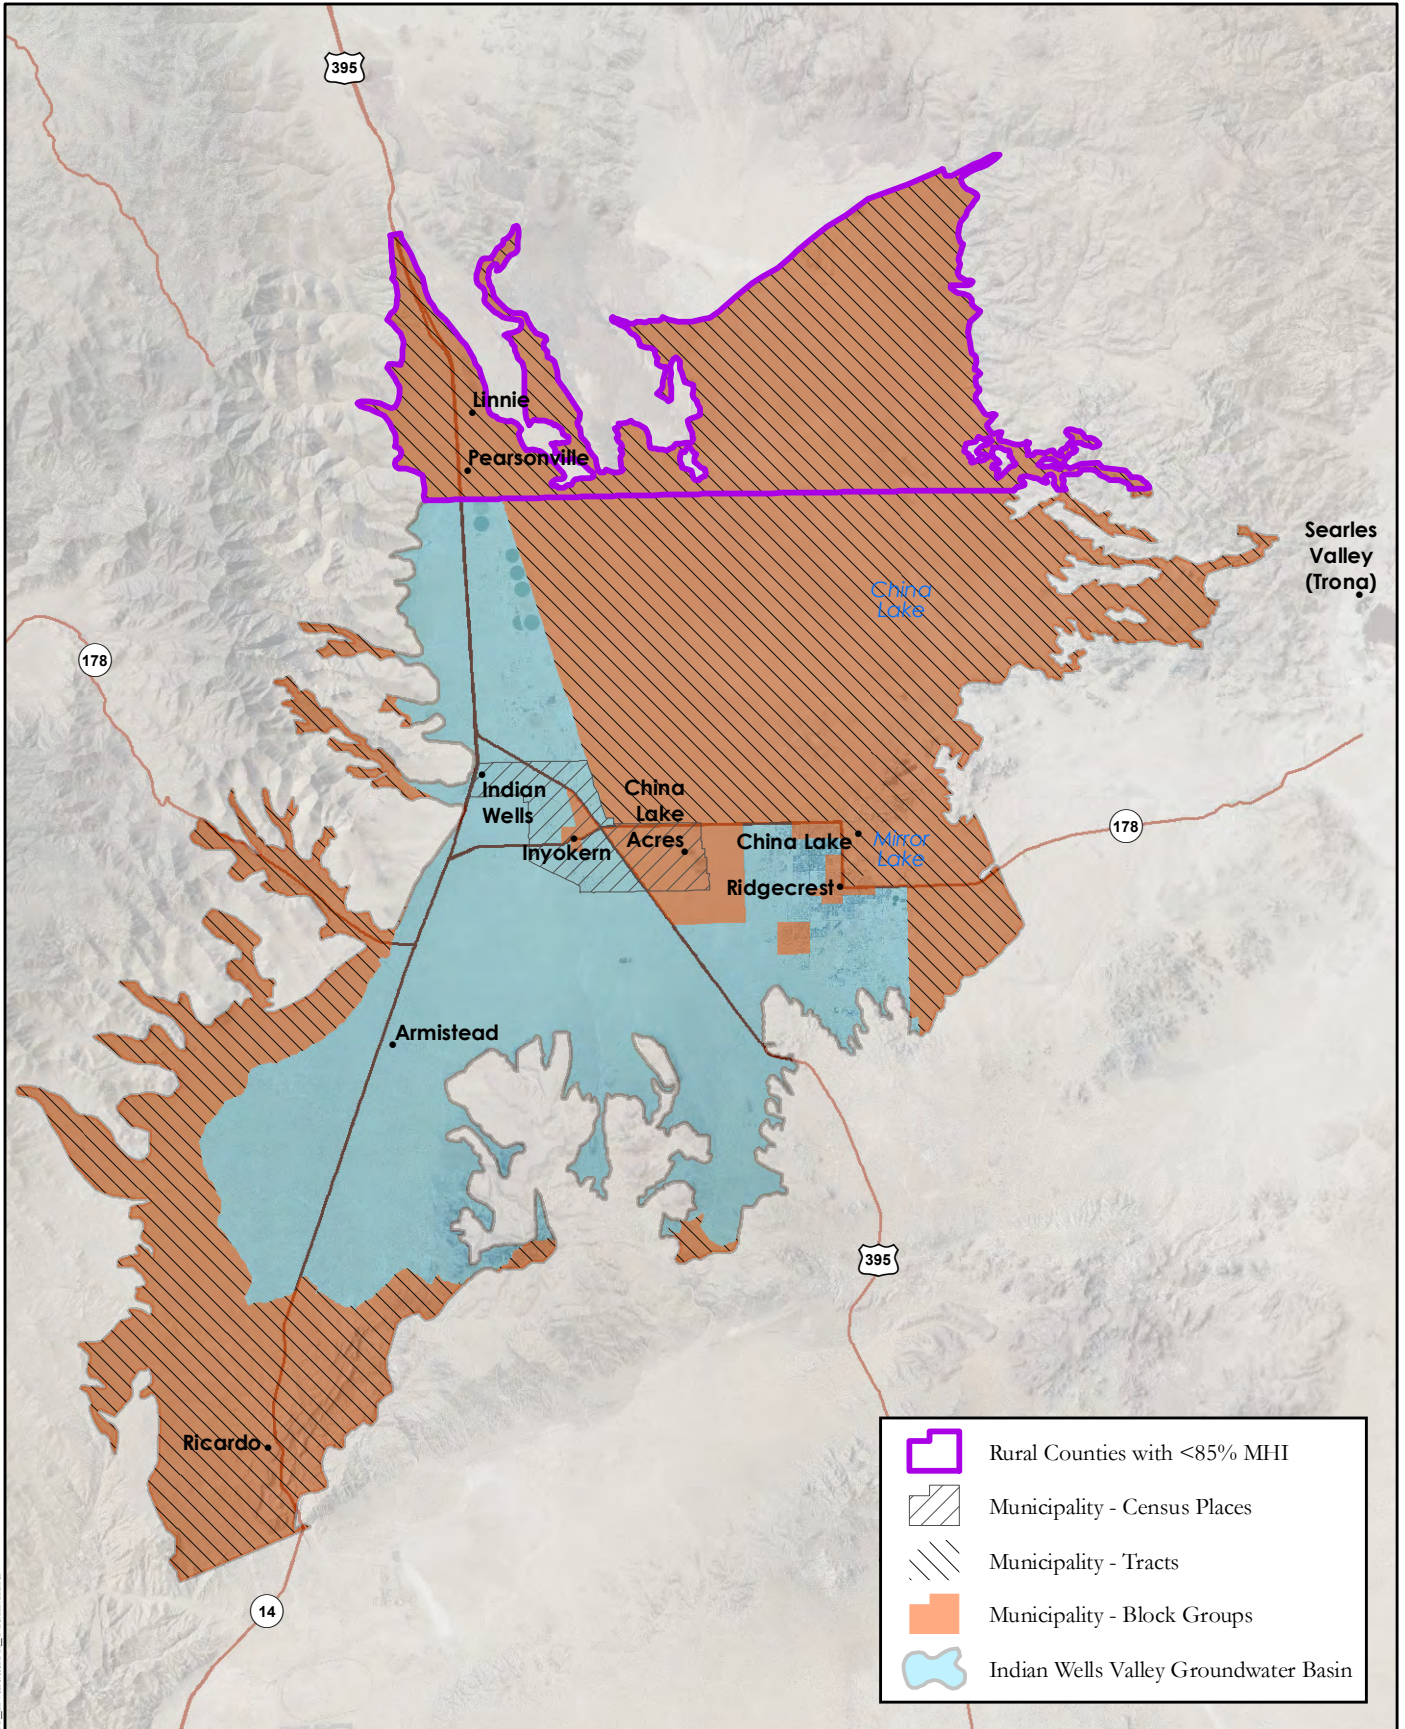 395
Linnie
Pearsonville
Searles
Valley
(Trona)
China
Lake
178
Indian
Wells
China
Lake
Acres
Inyokern
China Lake
Mirror
Lake
178
Ridgecrest
Armistead
395
Ricardo
14
Rural Counties with <85% MHI
Municipality - Census Places
Municipality - Tracts
Municipality - Block Groups
Indian Wells Valley Groundwater Basin